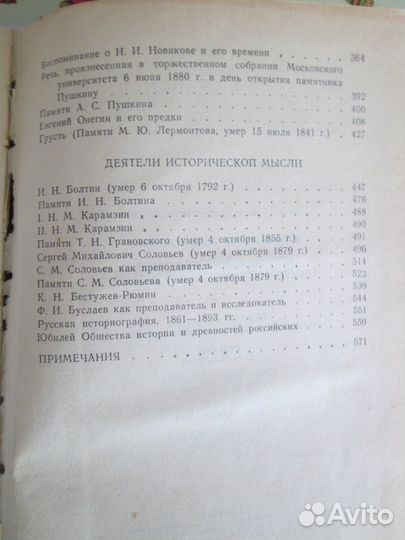 Воспоминание о Н. И. Новикове и его времени . . . . . 364
Речь, произнесенная в торжественном собрании Московского
университета 6 июня 1880 г. в день открытия памятника
Пушкину . . . . . . . . . . 392
Памяти А. С. Пушкина . . . . . . . . . 400
Евгений Онегин и его предки . . . . . . . . 408
Грусть (Памяти М. Ю. Лермонтова, умер 15 июля 1841 г.) . 427
ДЕЯТЕЛИ ИСТОРИЧЕСКОЙ МЫСЛИ
И. Н. Болтин (умер 6 октября 1792 г.) . . . . . . 447
Памяти И. Н. Болтина . . . . . . . . . 476
I. Н. М. Карамзин . . . . . . . . . . 488
II. Н. М. Карамзин . . . . . . . . . . 490
Памяти Т. Н. Грановского (умер 4 октября 1855 г.) . . . 491
Сергей Михайлович Соловьев (умер 4 октября 1879 г.) . . 496
С. М. Соловьев как преподаватель . . . . . . . 514
Памяти С. М. Соловьева (умер 4 октября 1879 г.) . . . . 523
К. Н. Бестужев-Рюмин . . . . . . . . . 539
Ф. И. Буслаев как преподаватель и исследователь . . . . 544
Русская историография. 1861—1893 гг. . . . . . . 551
Юбилей Общества истории и древностей российских . . . 559
ПРИМЕЧАНИЯ . . . . . . . . . . . 571
Avito